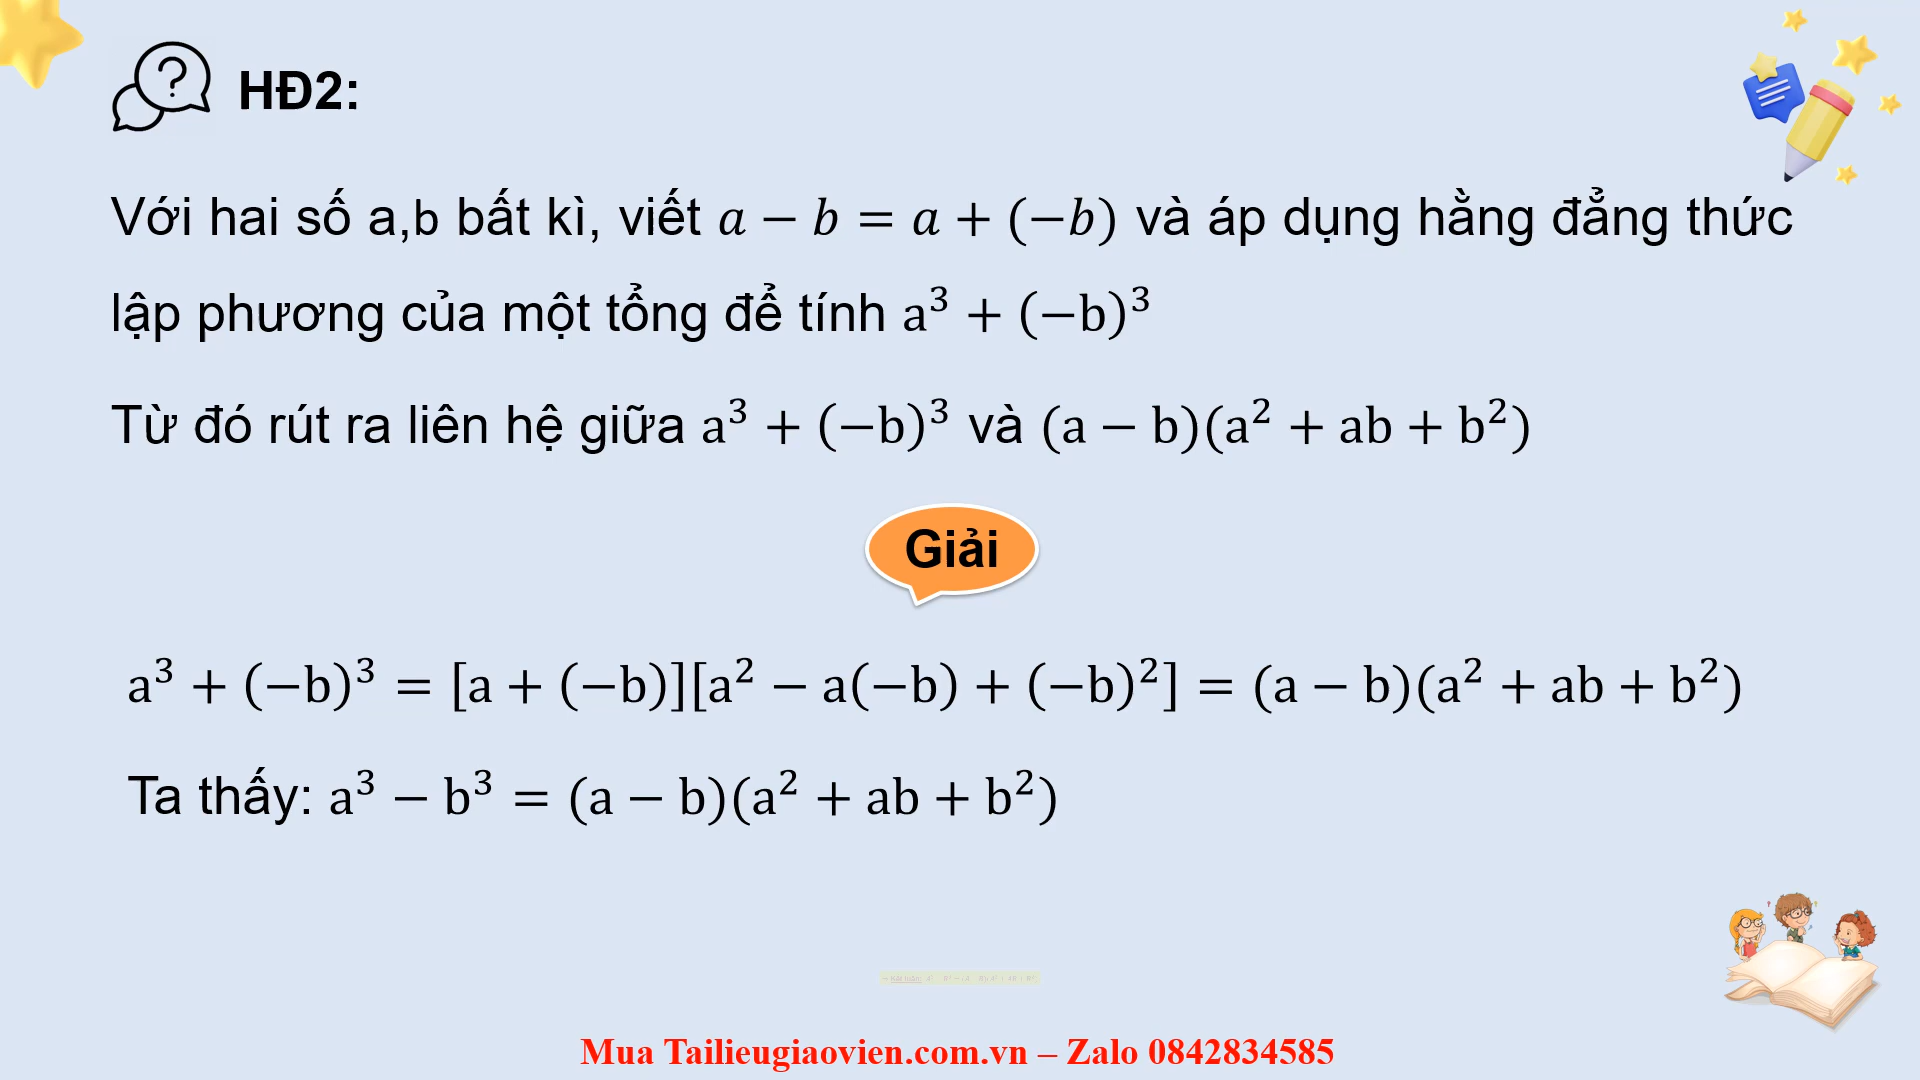 HĐ2:
Với hai số a,b bất kì, viết a − b = a + (−b) và áp dụng hằng đẳng thức
lập phương của một tổng để tính a³ + (−b)³
Từ đó rút ra liên hệ giữa a³ + (−b)³ và (a − b)(a² + ab + b²)
Giải
a³ + (−b)³ = [a + (−b)][a² − a(−b) + (−b)²] = (a − b)(a² + ab + b²)
Ta thấy: a³ − b³ = (a − b)(a² + ab + b²)
Mua Tailieugiaovien.com.vn – Zalo 0842834585